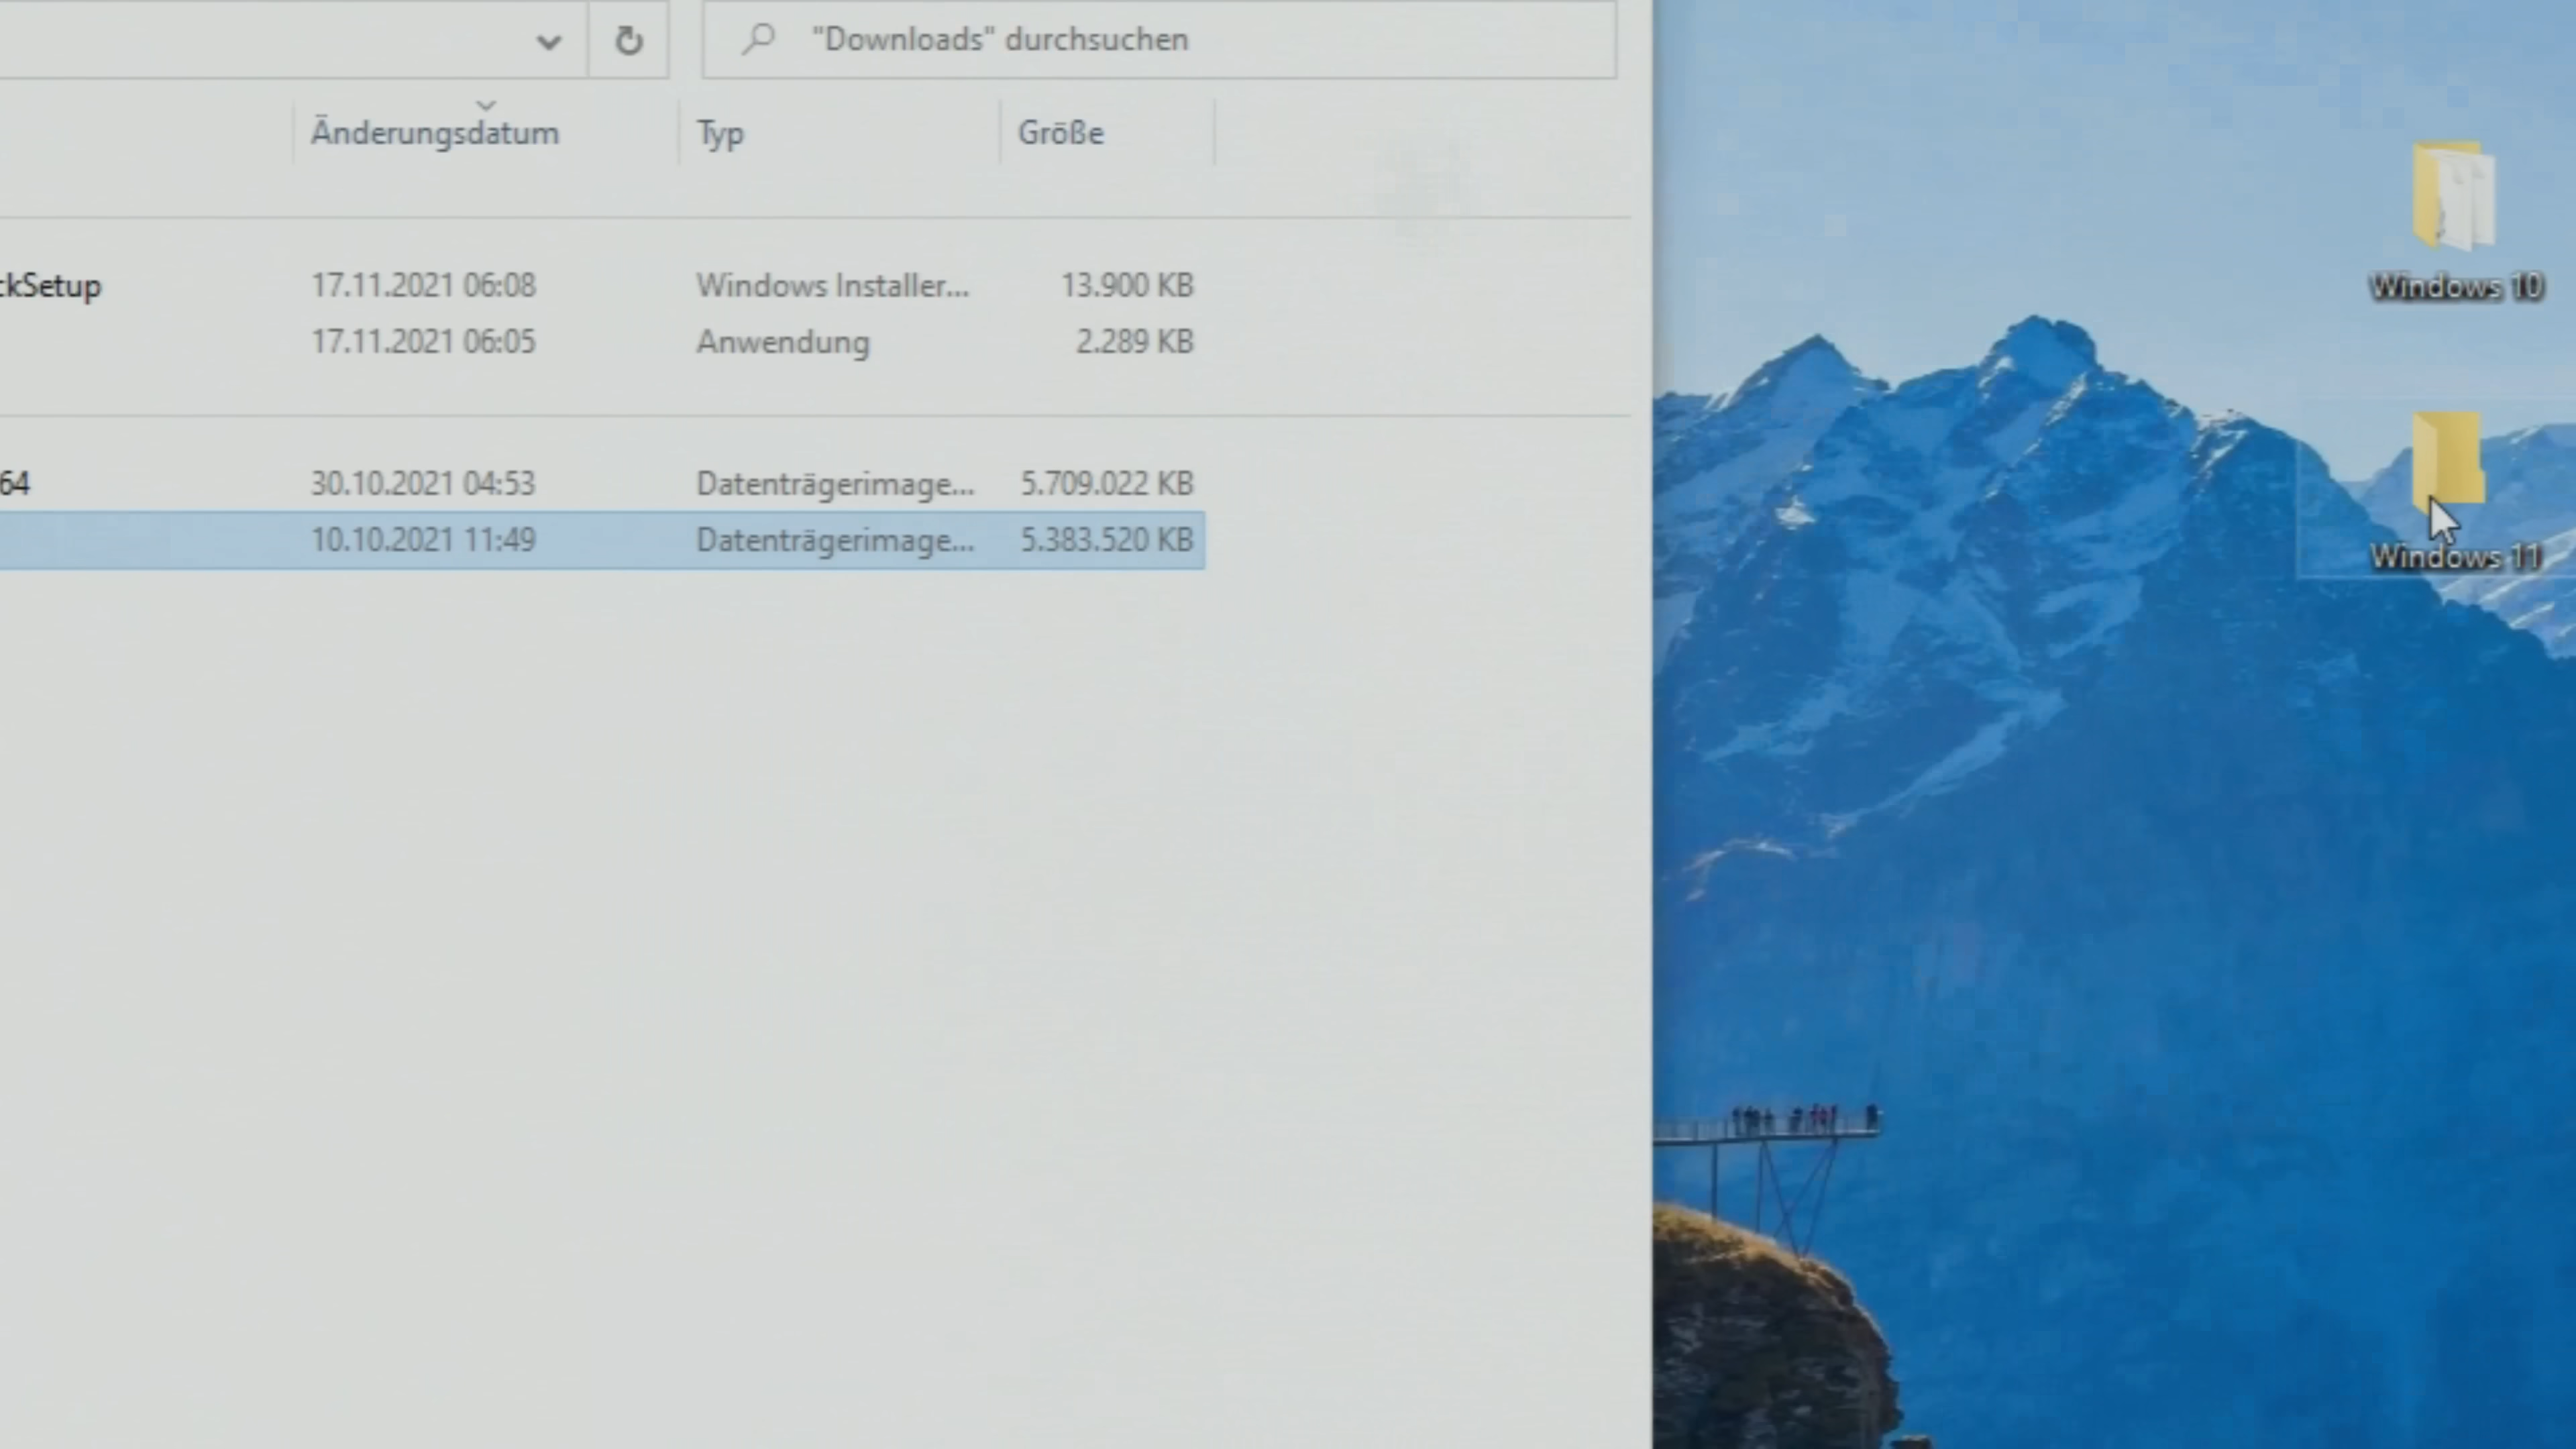 "Downloads" durchsuchen
Änderungsdatum Typ Größe
ckSetup 17.11.2021 06:08 Windows Installer... 13.900 KB
17.11.2021 06:05 Anwendung 2.289 KB
64 30.10.2021 04:53 Datenträgerimage... 5.709.022 KB
10.10.2021 11:49 Datenträgerimage... 5.383.520 KB
Windows 10
Windows 11